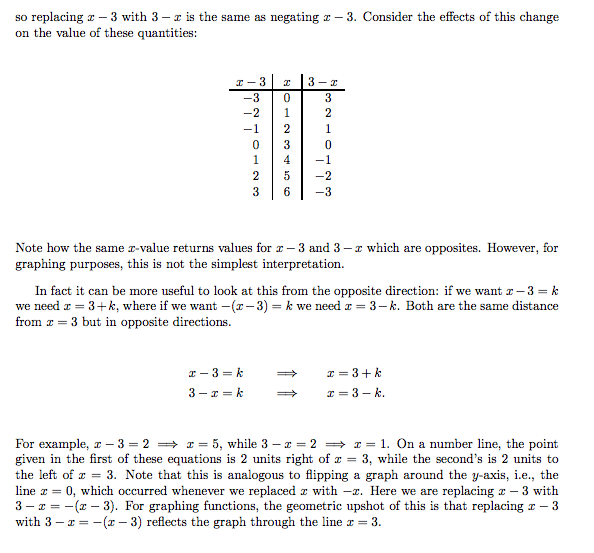 so replacing x − 3 with 3 − x is the same as negating x − 3. Consider the effects of this change
on the value of these quantities:
x − 3 | x | 3 − x
−3 | 0 | 3
−2 | 1 | 2
−1 | 2 | 1
0 | 3 | 0
1 | 4 | −1
2 | 5 | −2
3 | 6 | −3
Note how the same x-value returns values for x − 3 and 3 − x which are opposites. However, for
graphing purposes, this is not the simplest interpretation.
In fact it can be more useful to look at this from the opposite direction: if we want x − 3 = k
we need x = 3 + k, where if we want −(x − 3) = k we need x = 3 − k. Both are the same distance
from x = 3 but in opposite directions.
x − 3 = k ⟹ x = 3 + k
3 − x = k ⟹ x = 3 − k.
For example, x − 3 = 2 ⟹ x = 5, while 3 − x = 2 ⟹ x = 1. On a number line, the point
given in the first of these equations is 2 units right of x = 3, while the second's is 2 units to
the left of x = 3. Note that this is analogous to flipping a graph around the y-axis, i.e., the
line x = 0, which occurred whenever we replaced x with −x. Here we are replacing x − 3 with
3 − x = −(x − 3). For graphing functions, the geometric upshot of this is that replacing x − 3
with 3 − x = −(x − 3) reflects the graph through the line x = 3.